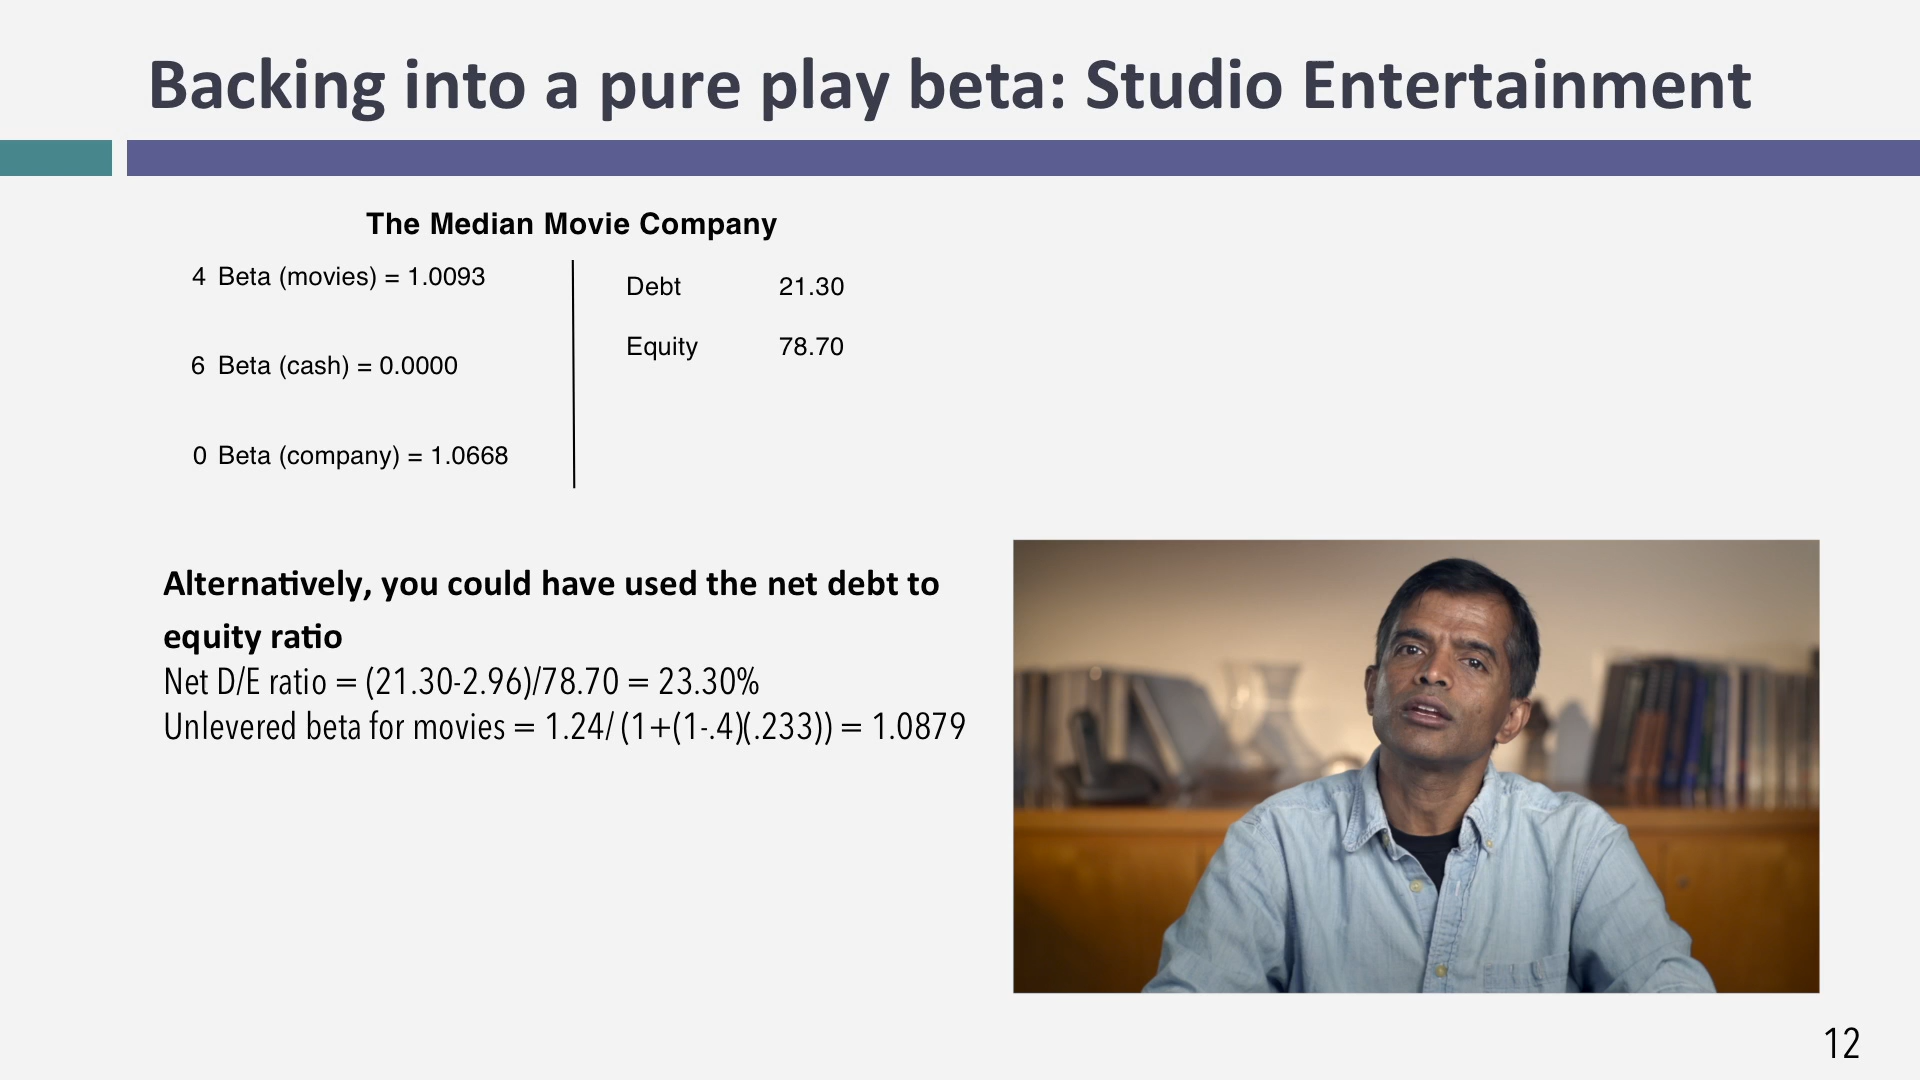 Backing into a pure play beta: Studio Entertainment
The Median Movie Company
4 Beta (movies) = 1.0093
Debt 21.30
Equity 78.70
6 Beta (cash) = 0.0000
0 Beta (company) = 1.0668
Alternatively, you could have used the net debt to
equity ratio
Net D/E ratio = (21.30-2.96)/78.70 = 23.30%
Unlevered beta for movies = 1.24/ (1+(1-.4)(.233)) = 1.0879
12